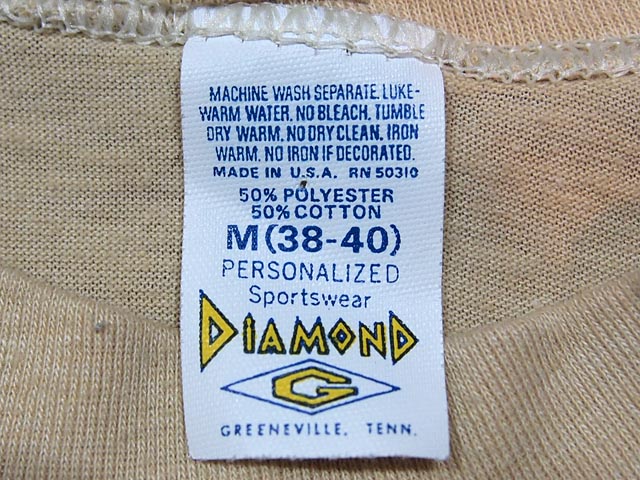 MACHINE WASH SEPARATE. LUKE-
WARM WATER. NO BLEACH. TUMBLE
DRY WARM. NO DRY CLEAN. IRON
WARM. NO IRON IF DECORATED.
MADE IN U.S.A. RN 50310
50% POLYESTER
50% COTTON
M (38-40)
PERSONALIZED
Sportswear
DIAMOND
G
GREENEVILLE, TENN.